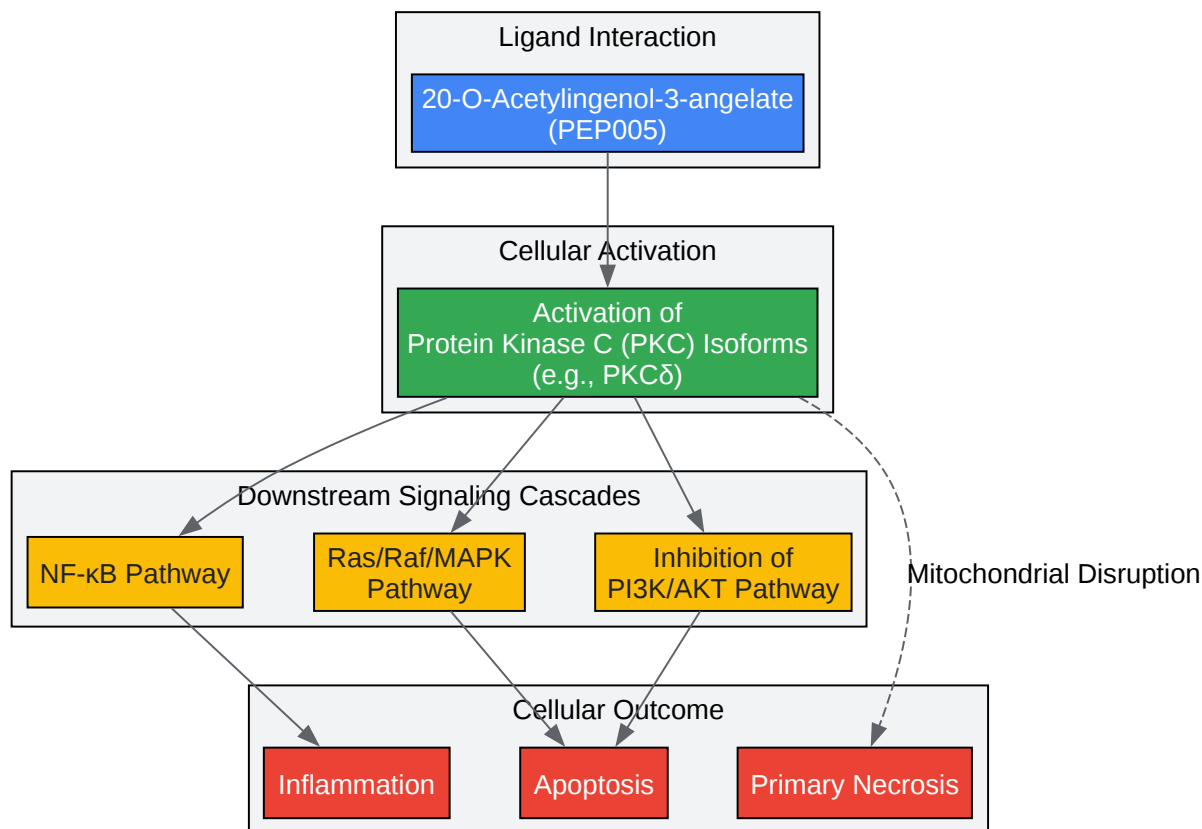 Ligand Interaction
20-O-Acetylingenol-3-angelate
(PEP005)
Cellular Activation
Activation of
Protein Kinase C (PKC) Isoforms
(e.g., PKCδ)
Downstream Signaling Cascades
NF-κB Pathway
Ras/Raf/MAPK
Pathway
Inhibition of
PI3K/AKT Pathway
Mitochondrial Disruption
Cellular Outcome
Inflammation
Apoptosis
Primary Necrosis